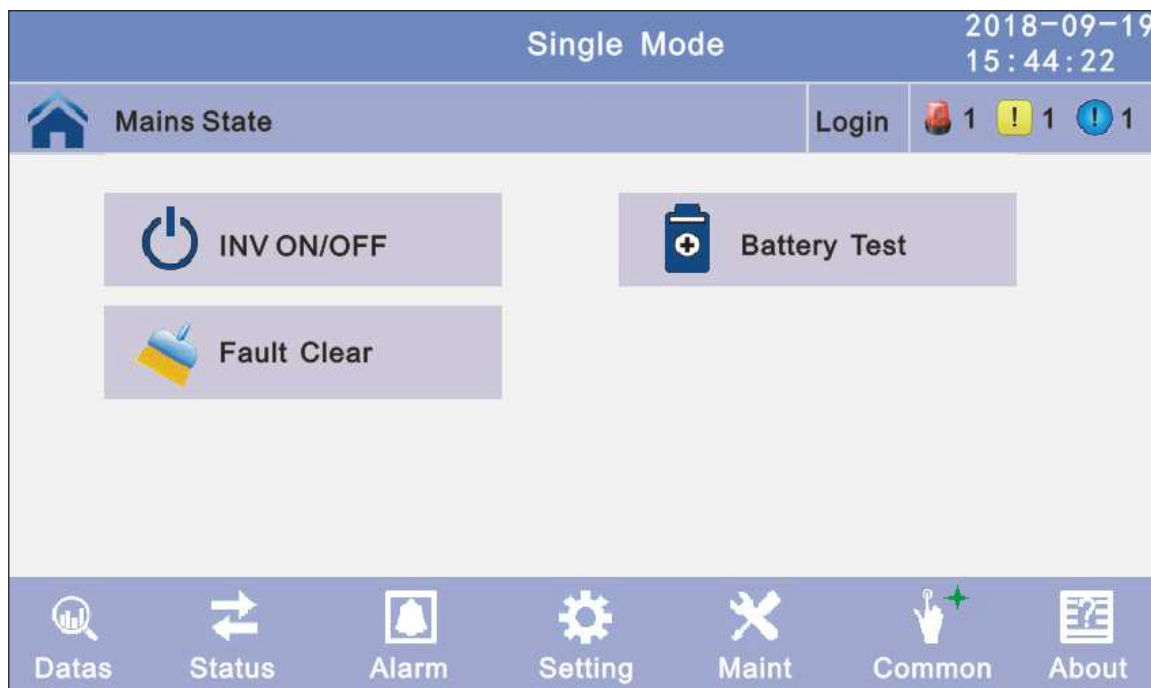 Single Mode
2018-09-19
15:44:22
Mains State
Login
1
! 1
! 1
INV ON/OFF
Battery Test
Fault Clear
Datas
Status
Alarm
Setting
Maint
Common
?
About